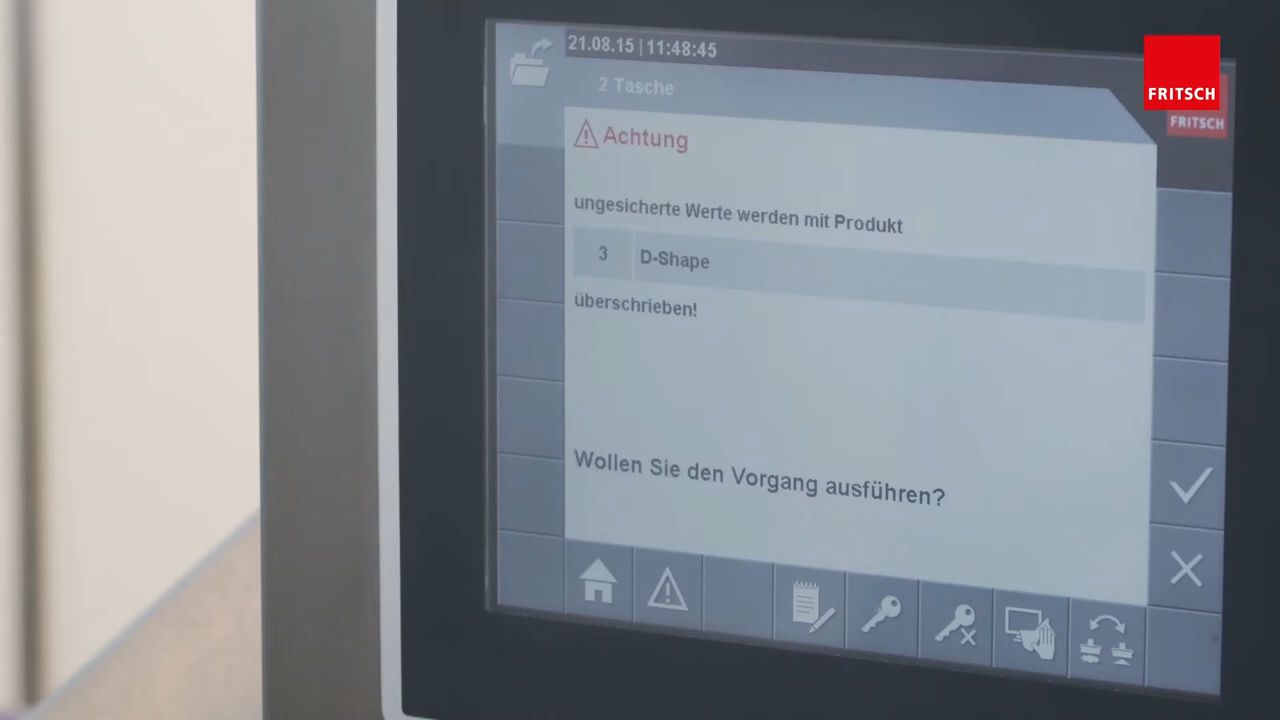 21.08.15 | 11:48:45
2 Tasche
FRITSCH
FRITSCH
Achtung
ungesicherte Werte werden mit Produkt
3 D-Shape
überschrieben!
Wollen Sie den Vorgang ausführen?